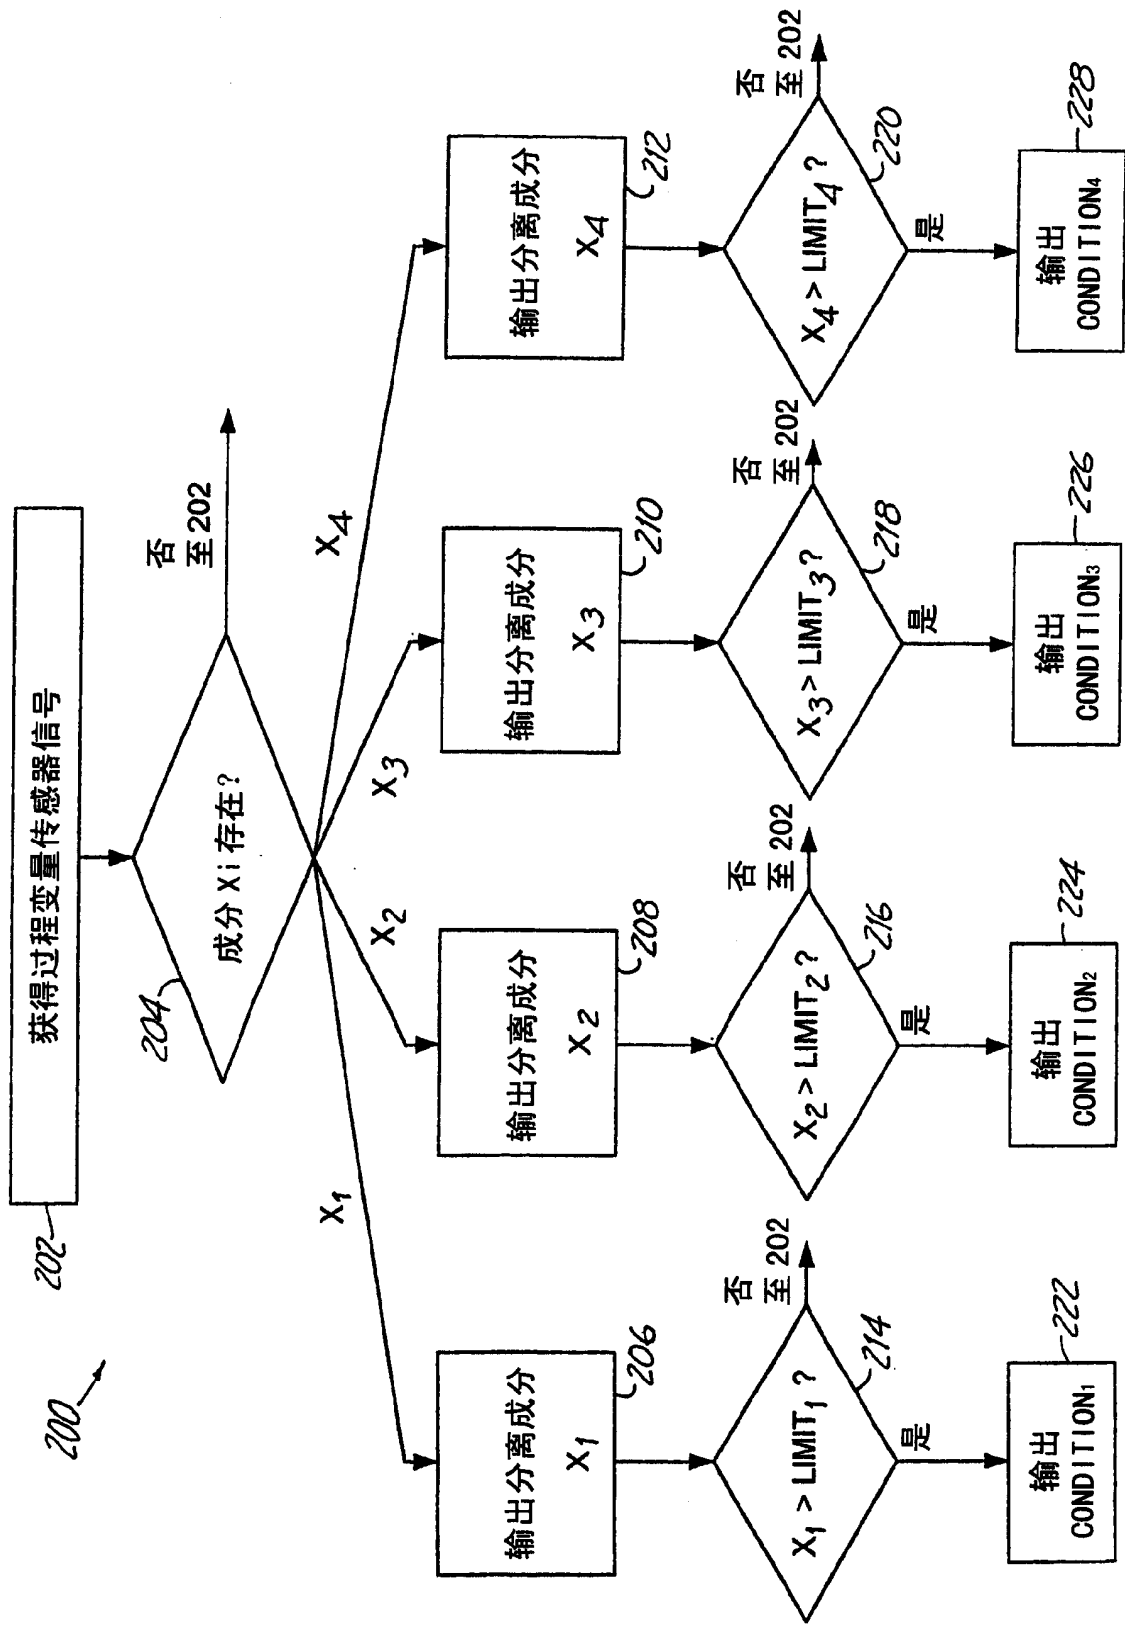 200
202
获得过程变量传感器信号
204
成分 Xi 存在？
否
至 202
X1
X2
X3
X4
输出分离成分
X1
206
输出分离成分
X2
208
输出分离成分
X3
210
输出分离成分
X4
212
X1 > LIMIT1 ?
214
否
至 202
是
X2 > LIMIT2 ?
216
否
至 202
是
X3 > LIMIT3 ?
218
否
至 202
是
X4 > LIMIT4 ?
220
否
至 202
是
输出
CONDITION1
222
输出
CONDITION2
224
输出
CONDITION3
226
输出
CONDITION4
228